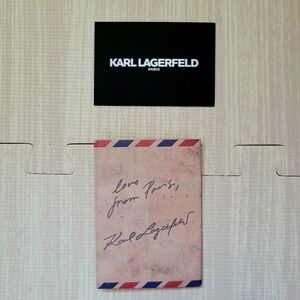 KARL LAGERFELD
PARIS
love
from Paris,
Karl Lagerfeld